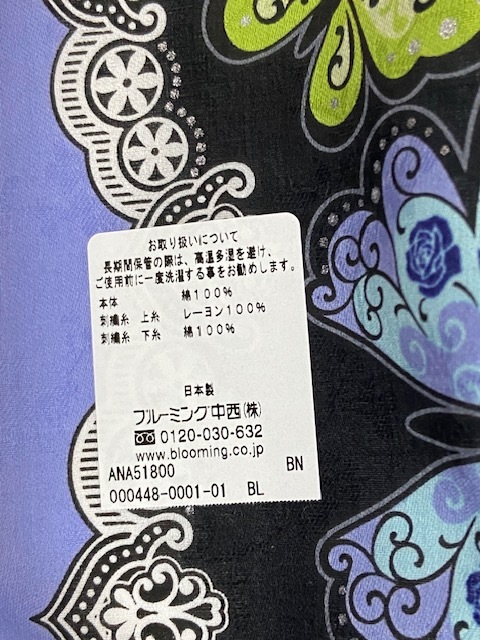 お取り扱いについて
長期間保管の際は、高温多湿を避け、
ご使用前に一度洗濯する事をお勧めします。
本体 綿100%
刺繍糸 上糸 レーヨン100%
刺繍糸 下糸 綿100%
日本製
ブルーミング中西(株)
0120-030-632
www.blooming.co.jp
ANA51800 BN
000448-0001-01 BL